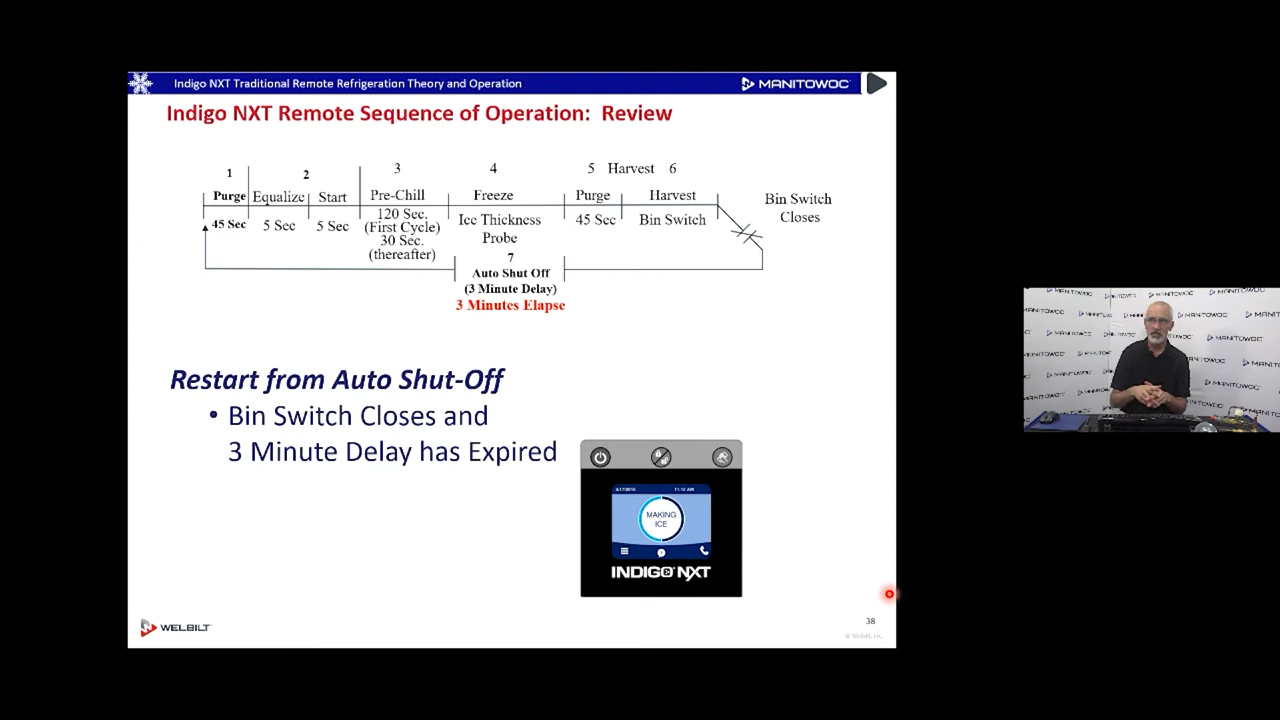 Indigo NXT Traditional Remote Refrigeration Theory and Operation
MANITOWOC
Indigo NXT Remote Sequence of Operation: Review
1 2 3 4 5 Harvest 6
Purge Equalize Start Pre-Chill Freeze Purge Harvest
45 Sec 5 Sec 5 Sec
120 Sec.
(First Cycle)
30 Sec.
(thereafter)
Ice Thickness
Probe
45 Sec Bin Switch
Bin Switch
Closes
7
Auto Shut Off
(3 Minute Delay)
3 Minutes Elapse
Restart from Auto Shut-Off
• Bin Switch Closes and
3 Minute Delay has Expired
MAKING
ICE
INDIGO NXT
WELBILT
38
© Welbilt, Inc.
MANITOWOC